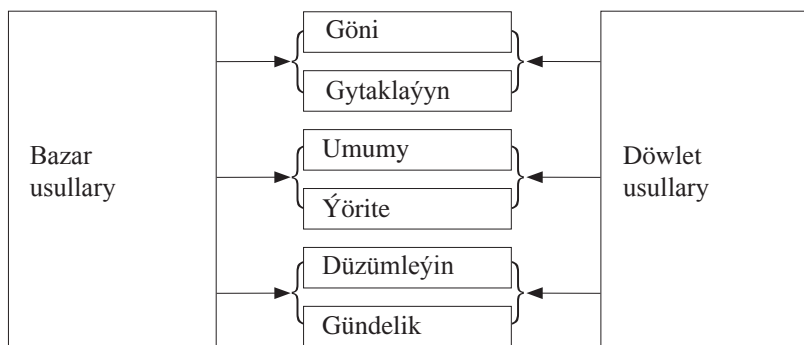 Bazar
usullary
Göni
Gytaklaýyn
Umumy
Ýörite
Düzümleýin
Gündelik
Döwlet
usullary